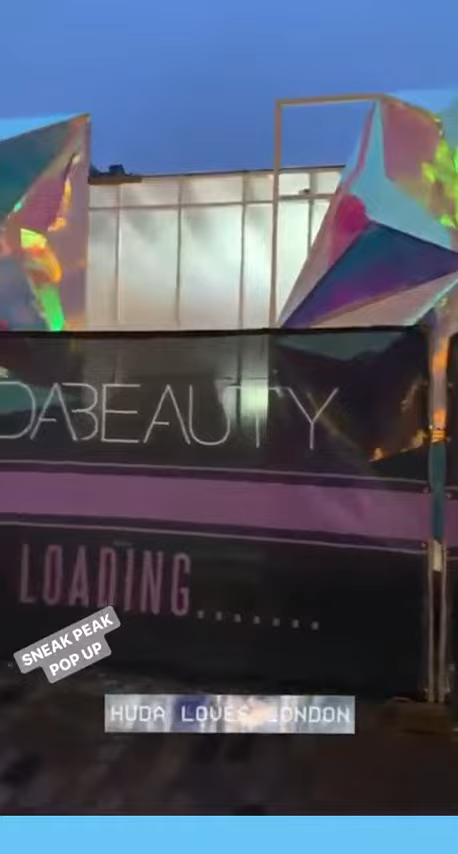 DABEAUTY
LOADING.......
SNEAK PEAK
POP UP
HUDA LOVES LONDON